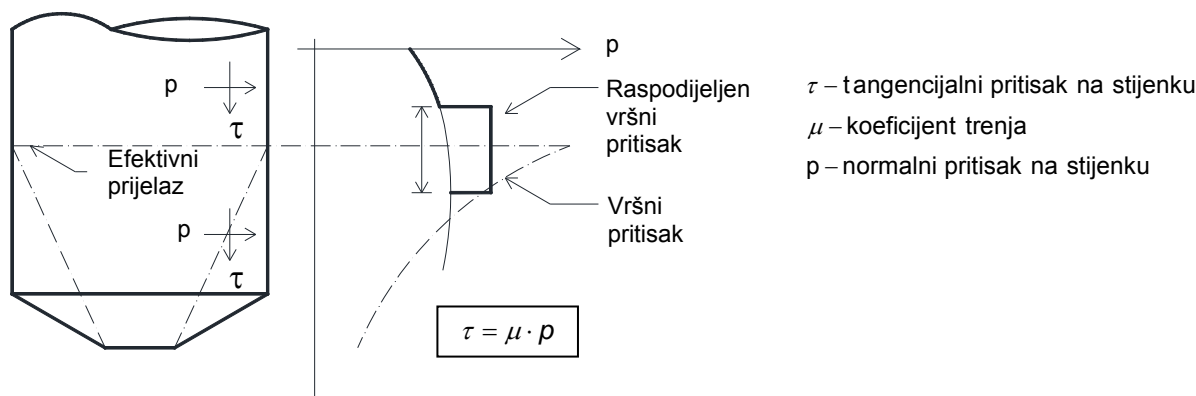 p
τ
Efektivni
prijelaz
p
τ
p
Raspodijeljen
vršni
pritisak
Vršni
pritisak
τ = μ · p
τ – tangencijalni pritisak na stijenku
μ – koeficijent trenja
p – normalni pritisak na stijenku